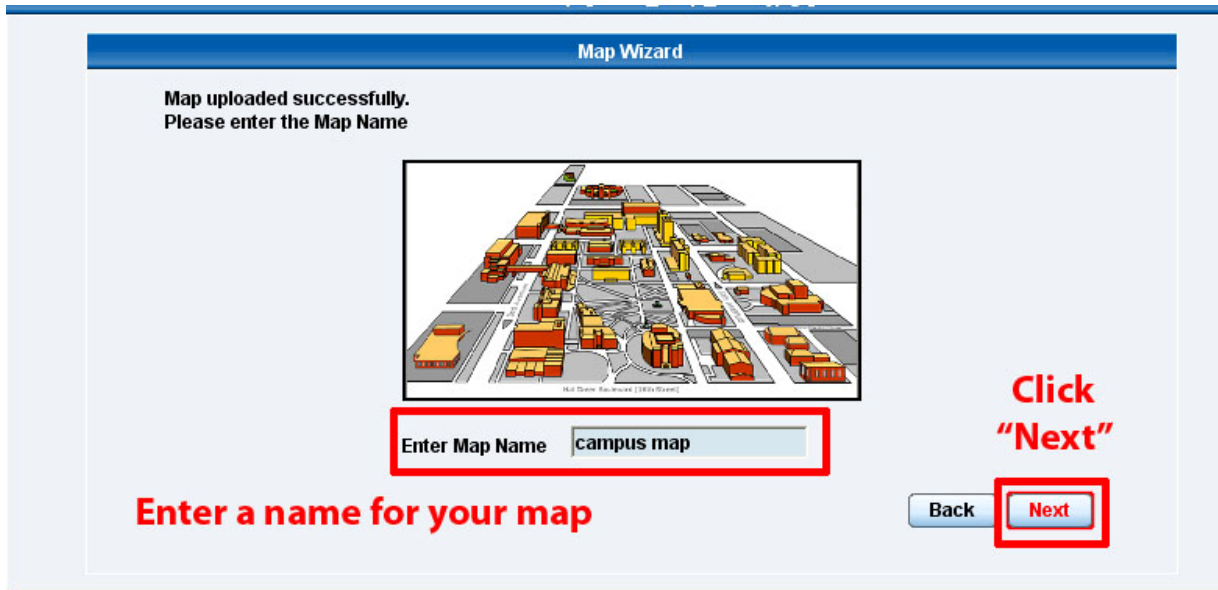 Map Wizard
Map uploaded successfully.
Please enter the Map Name
Enter Map Name campus map
Click
“Next”
Enter a name for your map
Back Next